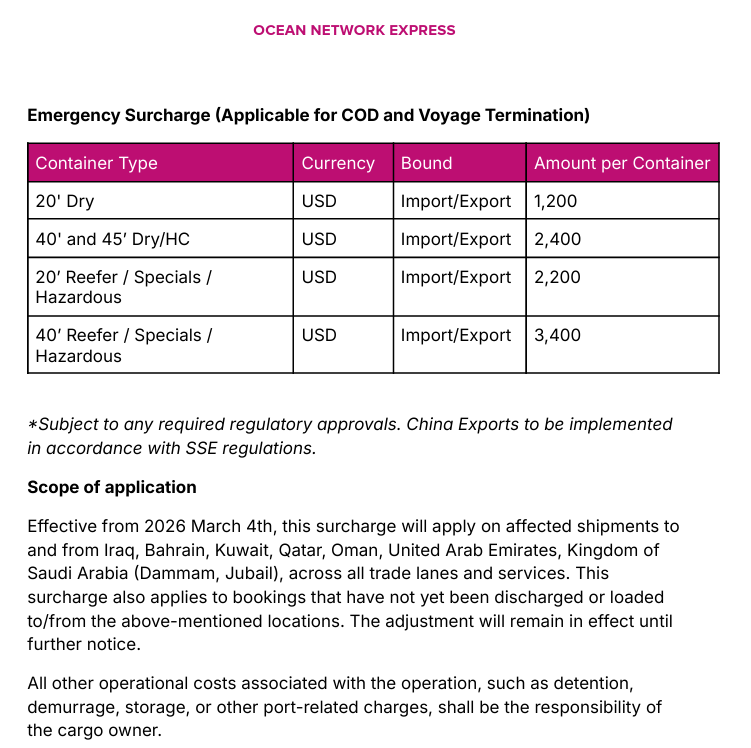 OCEAN NETWORK EXPRESS
Emergency Surcharge (Applicable for COD and Voyage Termination)
Container Type Currency Bound Amount per Container
20' Dry USD Import/Export 1,200
40' and 45’ Dry/HC USD Import/Export 2,400
20’ Reefer / Specials / USD Import/Export 2,200
Hazardous
40’ Reefer / Specials / USD Import/Export 3,400
Hazardous
*Subject to any required regulatory approvals. China Exports to be implemented
in accordance with SSE regulations.
Scope of application
Effective from 2026 March 4th, this surcharge will apply on affected shipments to
and from Iraq, Bahrain, Kuwait, Qatar, Oman, United Arab Emirates, Kingdom of
Saudi Arabia (Dammam, Jubail), across all trade lanes and services. This
surcharge also applies to bookings that have not yet been discharged or loaded
to/from the above-mentioned locations. The adjustment will remain in effect until
further notice.
All other operational costs associated with the operation, such as detention,
demurrage, storage, or other port-related charges, shall be the responsibility of
the cargo owner.